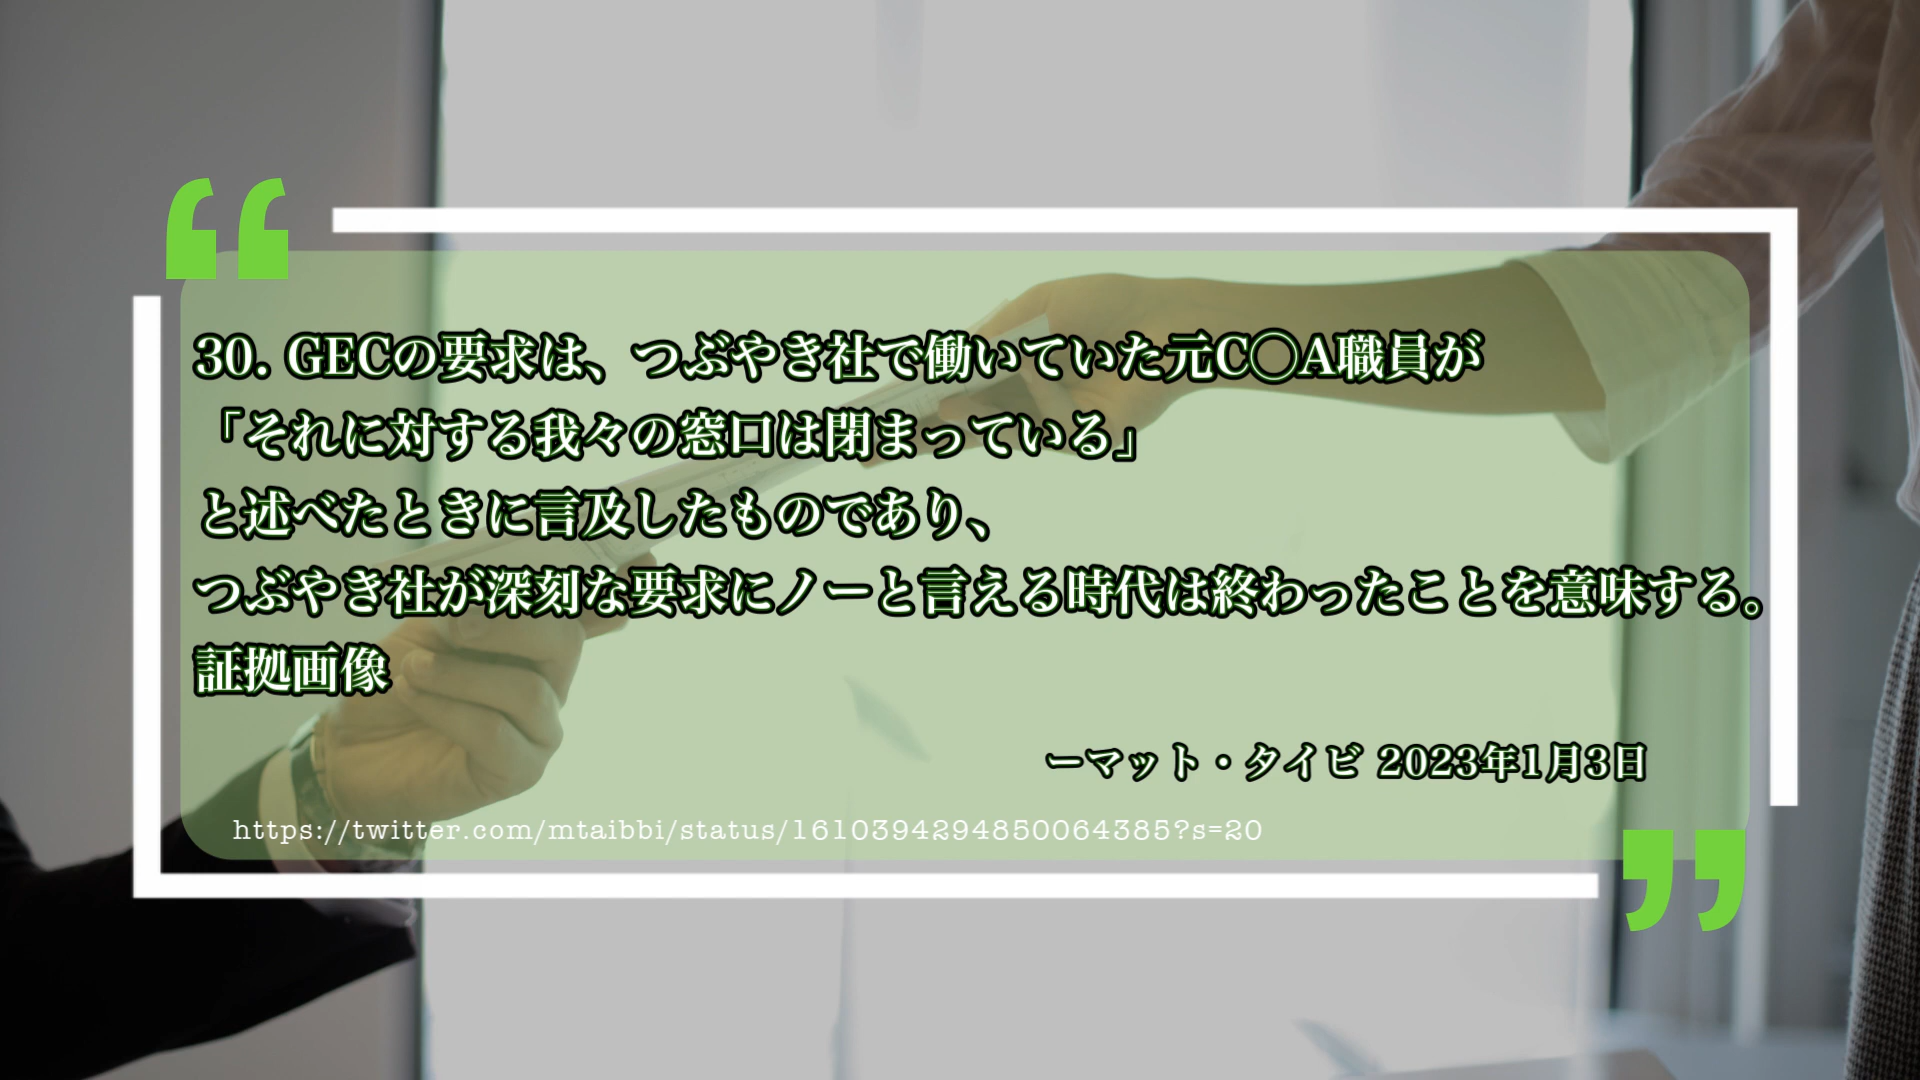 30. GECの要求は、つぶやき社で働いていた元C〇A職員が
「それに対する我々の窓口は閉まっている」
と述べたときに言及したものであり、
つぶやき社が深刻な要求にノーと言える時代は終わったことを意味する。
証拠画像
ーマット・タイビ 2023年1月3日
https://twitter.com/mtaibbi/status/1610394294850064385?s=20